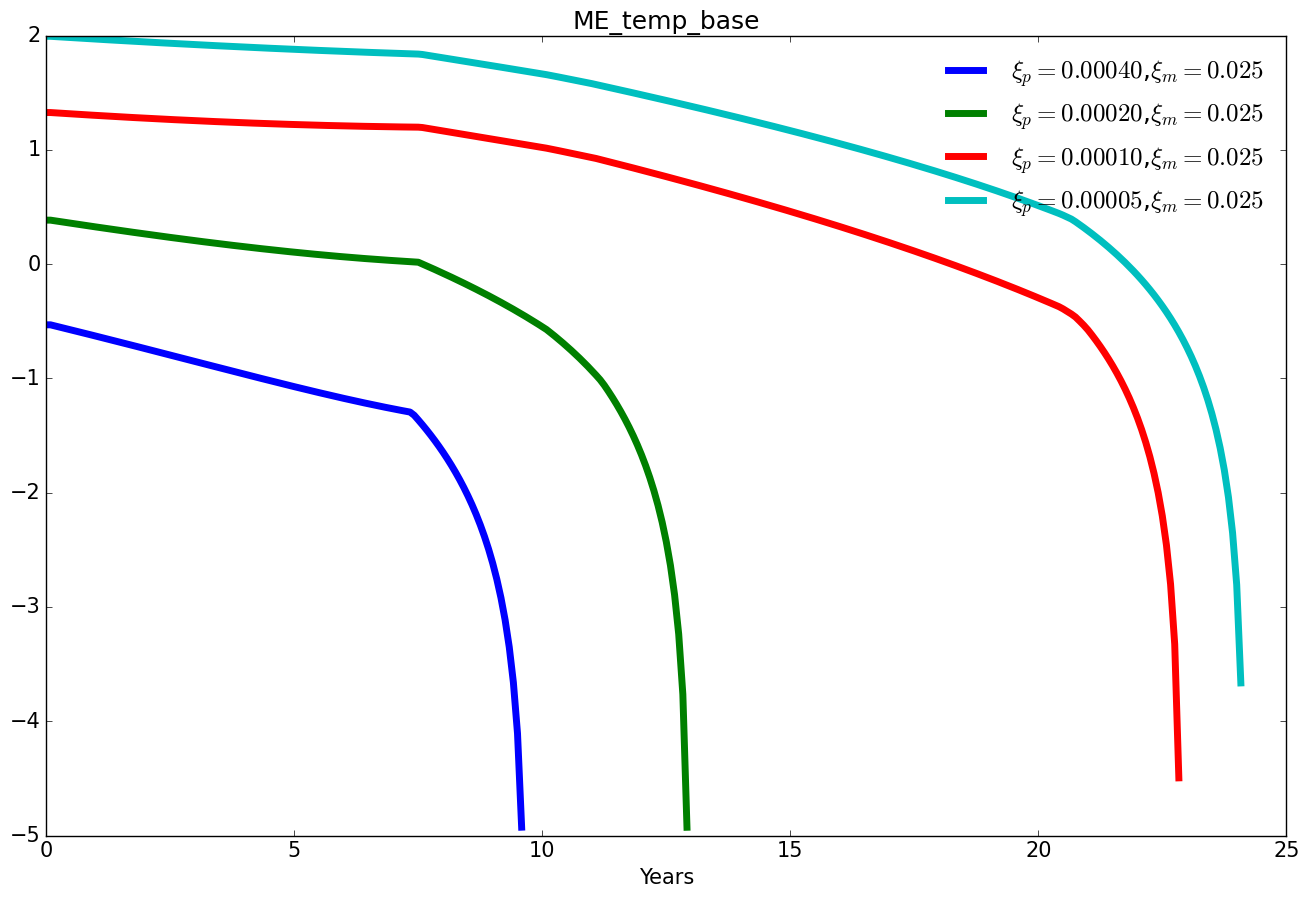 ME_temp_base
2
1
0
−1
−2
−3
−4
−5
ξp = 0.00040,ξm = 0.025
ξp = 0.00020,ξm = 0.025
ξp = 0.00010,ξm = 0.025
ξp = 0.00005,ξm = 0.025
0 5 10 15 20 25
Years